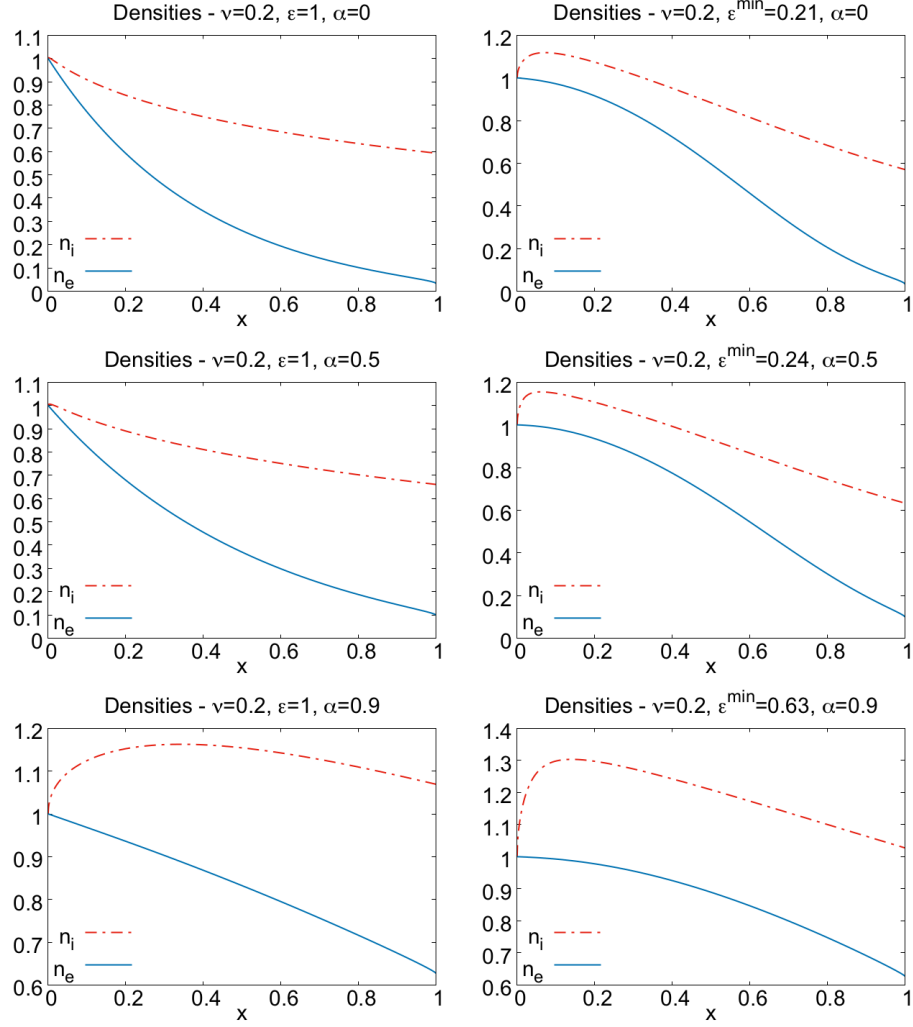 Densities - ν=0.2, ε=1, α=0
1.1
1
0.9
0.8
0.7
0.6
0.5
0.4
0.3
0.2
0.1
0
n_i
n_e
0 0.2 0.4 0.6 0.8 1
x
Densities - ν=0.2, ε^min=0.21, α=0
1.2
1
0.8
0.6
0.4
0.2
0
n_i
n_e
0 0.2 0.4 0.6 0.8 1
x
Densities - ν=0.2, ε=1, α=0.5
1.1
1
0.9
0.8
0.7
0.6
0.5
0.4
0.3
0.2
0.1
0
n_i
n_e
0 0.2 0.4 0.6 0.8 1
x
Densities - ν=0.2, ε^min=0.24, α=0.5
1.2
1
0.8
0.6
0.4
0.2
0
n_i
n_e
0 0.2 0.4 0.6 0.8 1
x
Densities - ν=0.2, ε=1, α=0.9
1.2
1.1
1
0.9
0.8
0.7
0.6
n_i
n_e
0 0.2 0.4 0.6 0.8 1
x
Densities - ν=0.2, ε^min=0.63, α=0.9
1.4
1.3
1.2
1.1
1
0.9
0.8
0.7
0.6
n_i
n_e
0 0.2 0.4 0.6 0.8 1
x